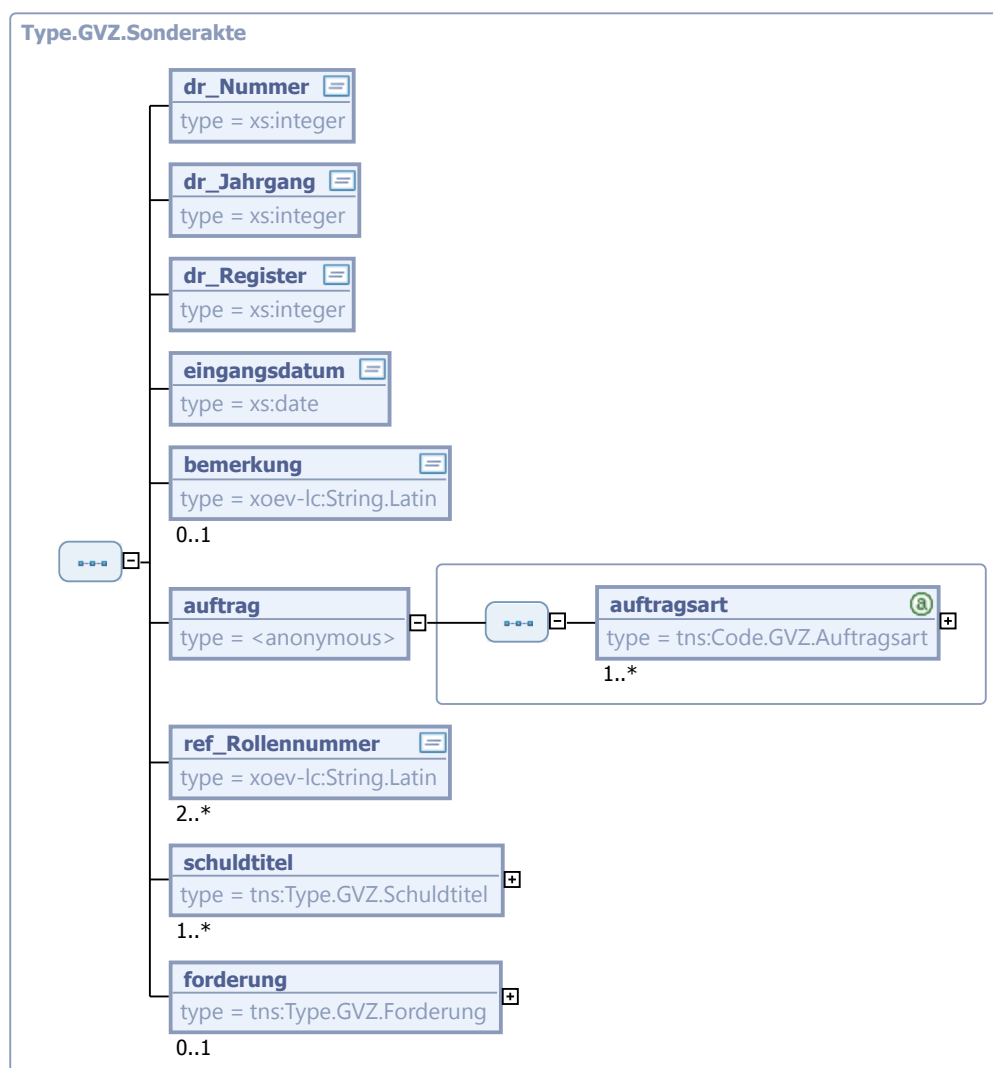 Type.GVZ.Sonderakte
dr_Nummer
type = xs:integer
dr_Jahrgang
type = xs:integer
dr_Register
type = xs:integer
eingangsdatum
type = xs:date
bemerkung
type = xoev-lc:String.Latin
0..1
auftrag
type = <anonymous>
auftragsart
type = tns:Code.GVZ.Auftragsart
1..*
ref_Rollennummer
type = xoev-lc:String.Latin
2..*
schuldtitel
type = tns:Type.GVZ.Schuldtitel
1..*
forderung
type = tns:Type.GVZ.Forderung
0..1